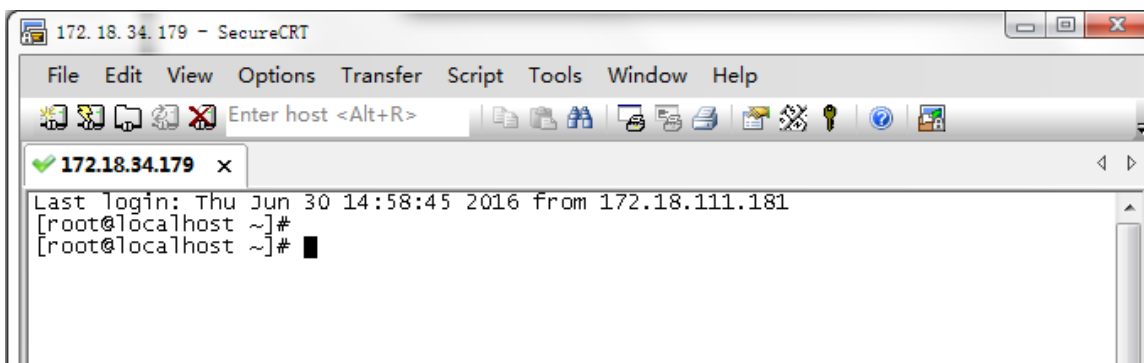 172.18.34.179 - SecureCRT
File Edit View Options Transfer Script Tools Window Help
Enter host <Alt+R>
172.18.34.179 x
Last login: Thu Jun 30 14:58:45 2016 from 172.18.111.181
[root@localhost ~]#
[root@localhost ~]#